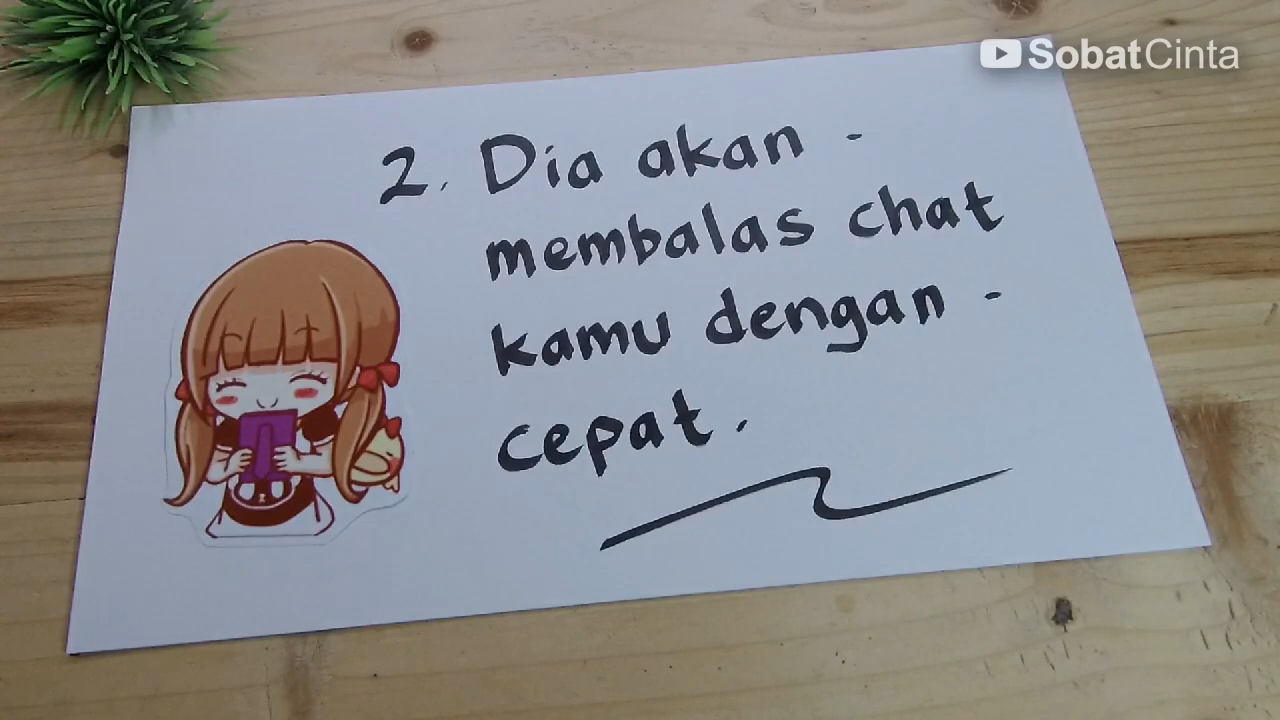 SobatCinta
2. Dia akan -
membalas chat
kamu dengan -
cepat.